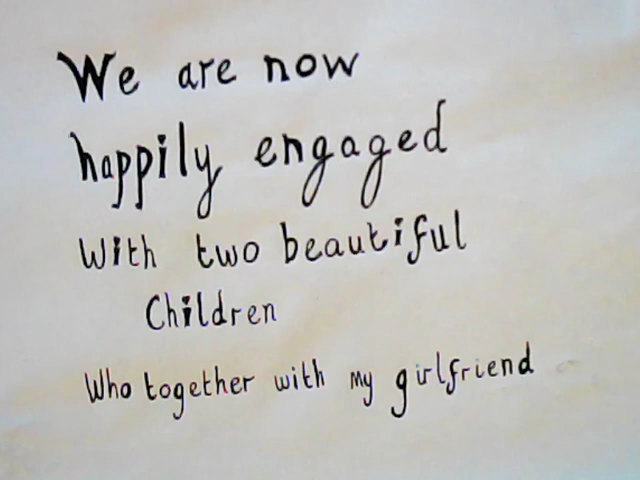 We are now
happily engaged
With two beautiful
Children
Who together with my girlfriend